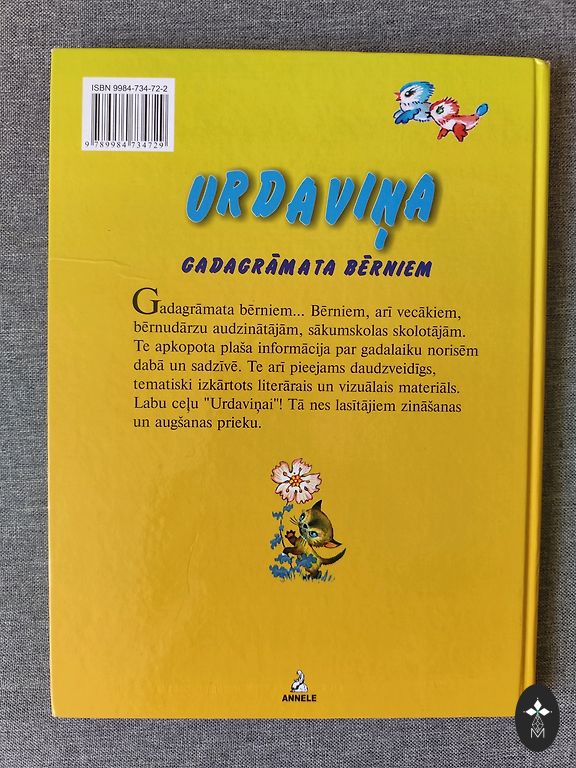 ISBN 9984-734-72-2
9 789984 734729
URDAVIŅA
GADAGRĀMATA BĒRNIEM
Gadagrāmata bērniem... Bērniem, arī vecākiem,
bērnudārzu audzinātājām, sākumskolas skolotājām.
Te apkopota plaša informācija par gadalaiku norisēm
dabā un sadzīvē. Te arī pieejams daudzveidīgs,
tematiski izkārtots literārais un vizuālais materiāls.
Labu ceļu "Urdaviņai"! Tā nes lasītājiem zināšanas
un augšanas prieku.
ANNELE
M